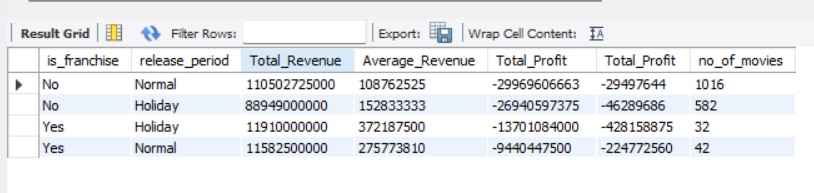 Result Grid Filter Rows: Export: Wrap Cell Content: IA
is_franchise release_period Total_Revenue Average_Revenue Total_Profit Total_Profit no_of_movies
No Normal 110502725000 108762525 -29969606663 -29497644 1016
No Holiday 88949000000 152833333 -26940597375 -46289686 582
Yes Holiday 11910000000 372187500 -13701084000 -428158875 32
Yes Normal 11582500000 275773810 -9440447500 -224772560 42